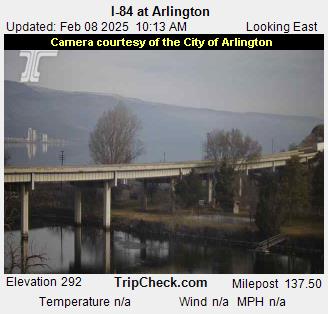 I-84 at Arlington
Updated: Feb 08 2025 10:13 AM Looking East
Camera courtesy of the City of Arlington
Elevation 292 TripCheck.com Milepost 137.50
Temperature n/a Wind n/a MPH n/a